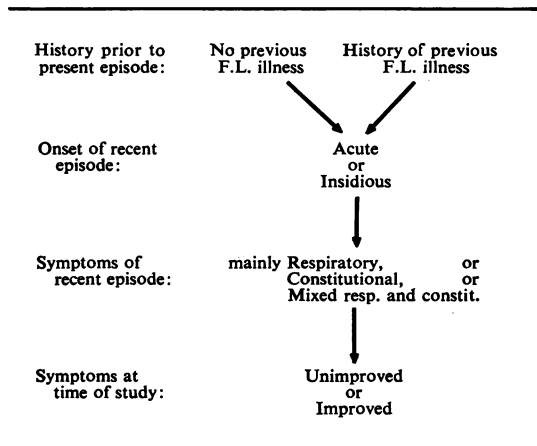 History prior to No previous History of previous
present episode: F.L. illness F.L. illness
Onset of recent Acute
episode: or
Insidious
Symptoms of mainly Respiratory, or
recent episode: Constitutional, or
Mixed resp. and constit.
Symptoms at Unimproved
time of study: or
Improved